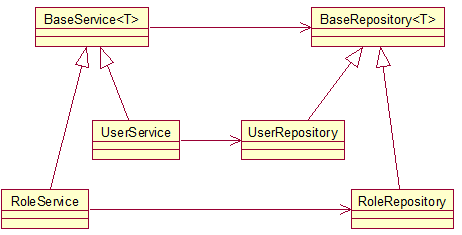 BaseService<T>
BaseRepository<T>
UserService
UserRepository
RoleService
RoleRepository